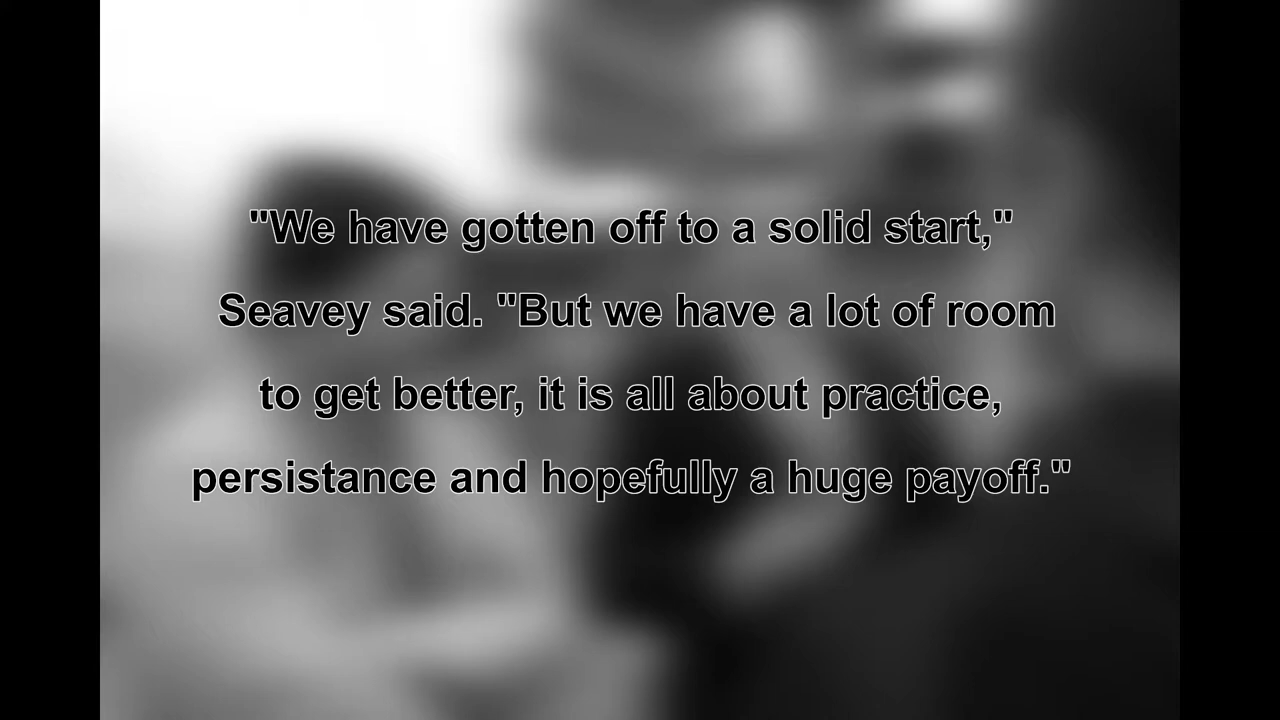 "We have gotten off to a solid start,"
Seavey said. "But we have a lot of room
to get better, it is all about practice,
persistance and hopefully a huge payoff."